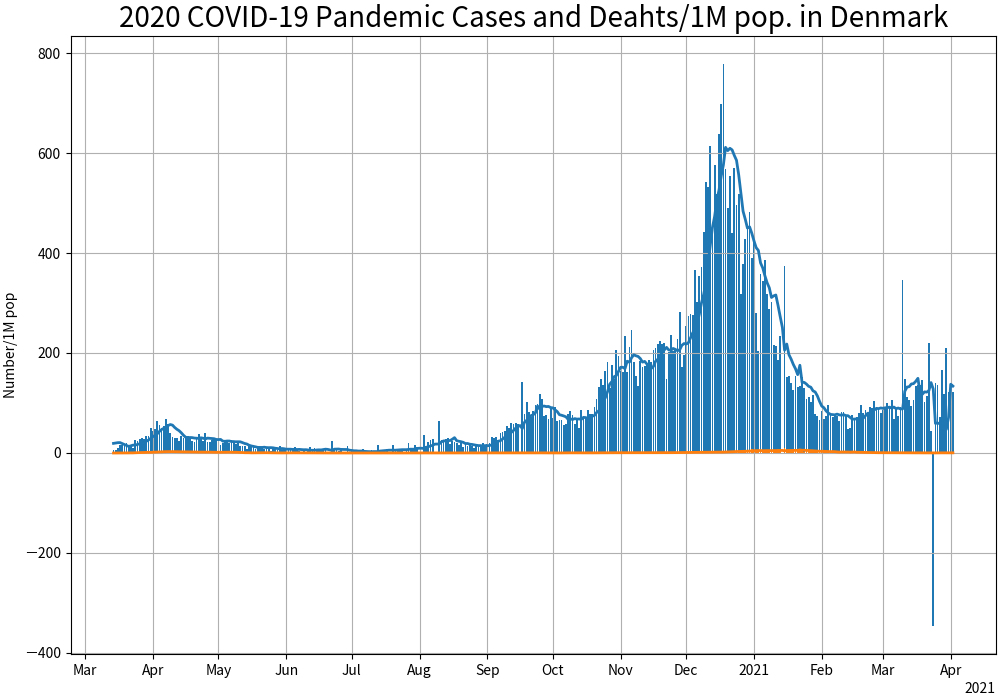 2020 COVID-19 Pandemic Cases and Deahts/1M pop. in Denmark
Number/1M pop
800
600
400
200
0
−200
−400
Mar Apr May Jun Jul Aug Sep Oct Nov Dec 2021 Feb Mar Apr
2021